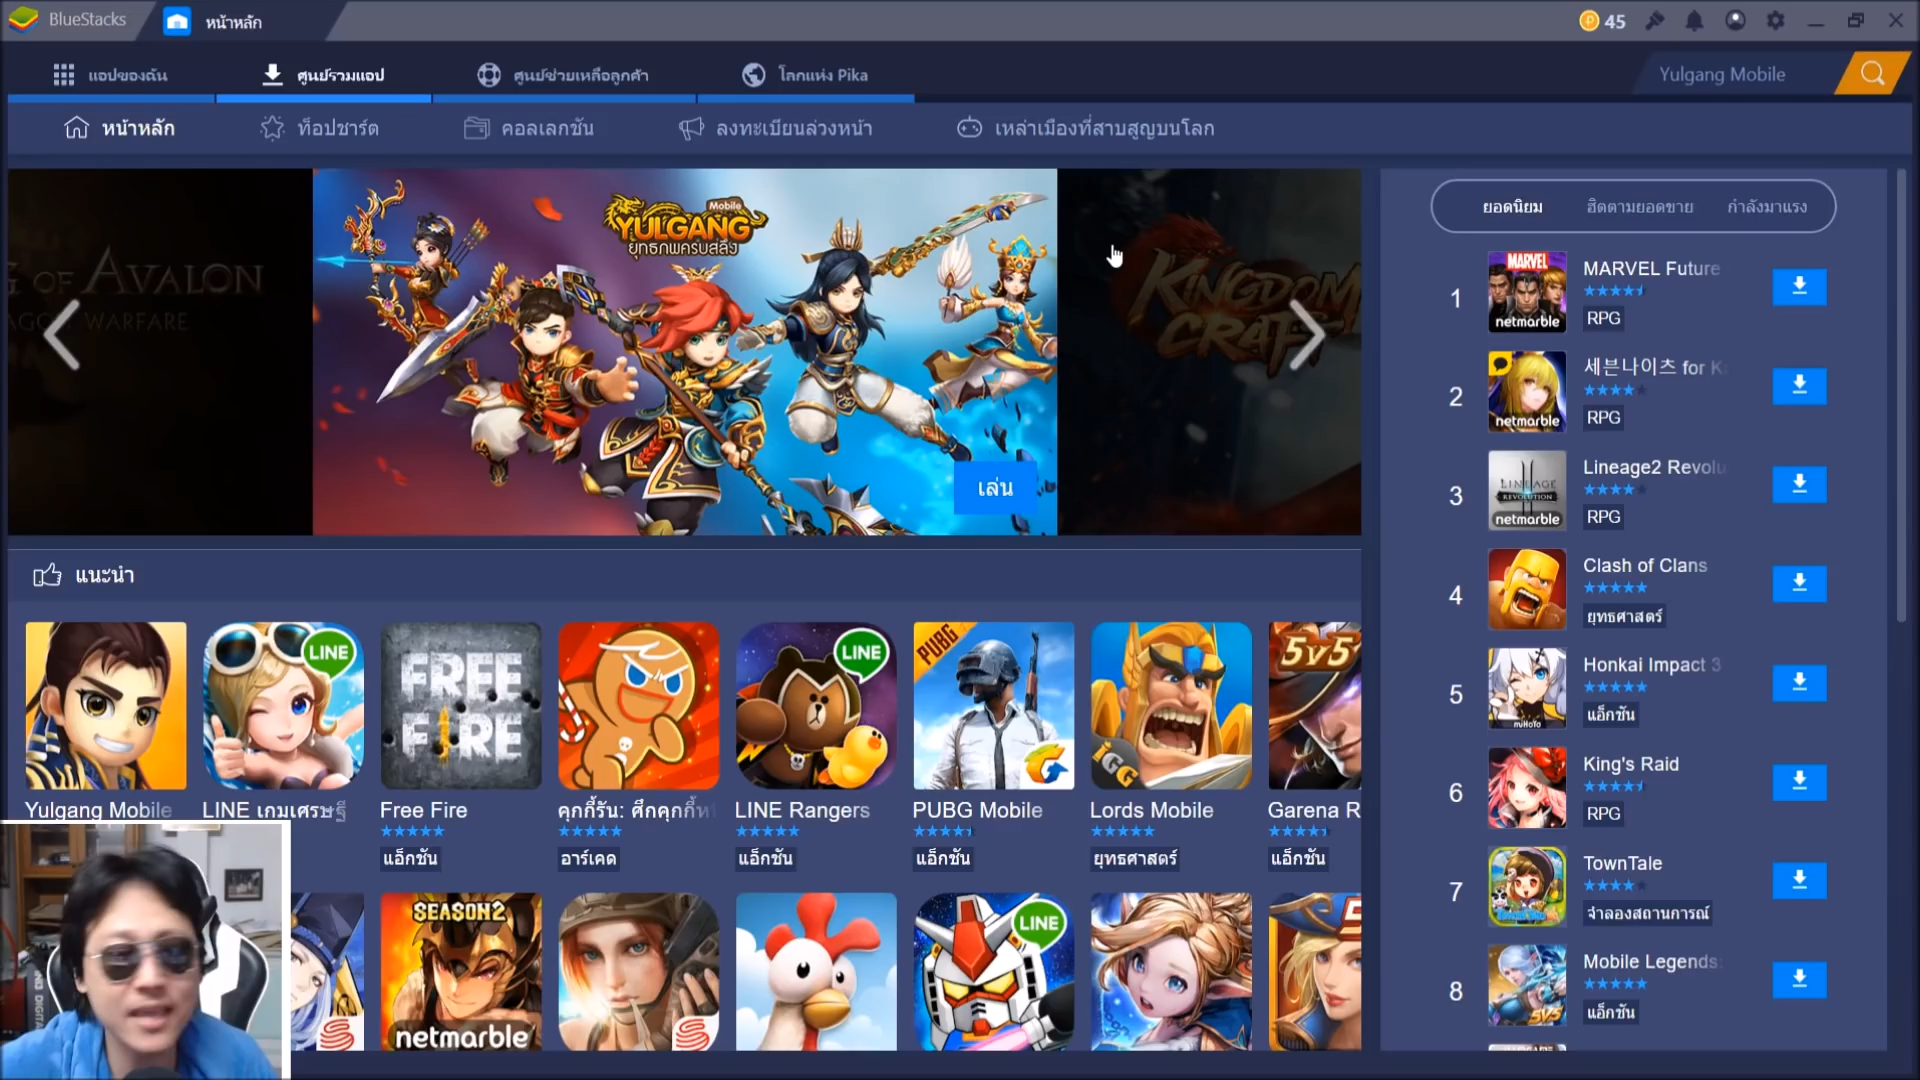 BlueStacks
หน้าหลัก
45
แอปของฉัน
ศูนย์รวมแอป
ศูนย์ช่วยเหลือลูกค้า
โลกแห่ง Pika
Yulgang Mobile
หน้าหลัก
ท็อปชาร์ต
คอลเลกชัน
ลงทะเบียนล่วงหน้า
เหล่าเมืองที่สาบสูญบนโลก
OF AVALON
WARFARE
Mobile
YULGANG
ยุทธภพครบสลึง
KINGDOM
CRAFT
เล่น
ยอดนิยม
ฮิตตามยอดขาย
กำลังมาแรง
1
MARVEL
netmarble
MARVEL Future
RPG
2
netmarble
세븐나이츠 for K
RPG
3
LINEAGE
REVOLUTION
netmarble
Lineage2 Revolu
RPG
4
Clash of Clans
ยุทธศาสตร์
5
miHoYo
Honkai Impact 3
แอ็กชัน
6
King's Raid
RPG
7
TownTale
จำลองสถานการณ์
8
5V5
Mobile Legends:
แอ็กชัน
แนะนำ
LINE
FREE
FIRE
LINE
PUBG
IGG
5v5
Yulgang Mobile
LINE เกมเศรษฐี
Free Fire
คุกกี้รัน: ศึกคุกกี้ห
LINE Rangers
PUBG Mobile
Lords Mobile
Garena R
แอ็กชัน
อาร์เคด
แอ็กชัน
แอ็กชัน
ยุทธศาสตร์
แอ็กชัน
SEASON2
netmarble
LINE